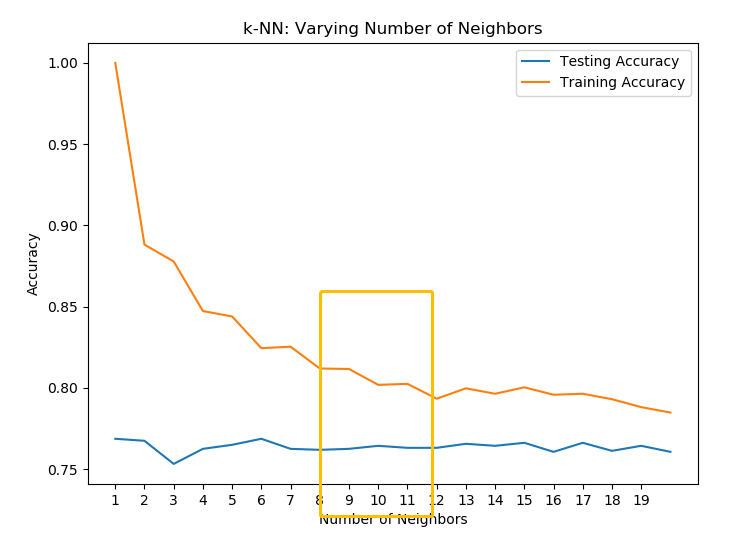 k-NN: Varying Number of Neighbors
Testing Accuracy
Training Accuracy
1.00
0.95
0.90
0.85
0.80
0.75
Accuracy
1 2 3 4 5 6 7 8 9 10 11 12 13 14 15 16 17 18 19
Number of Neighbors